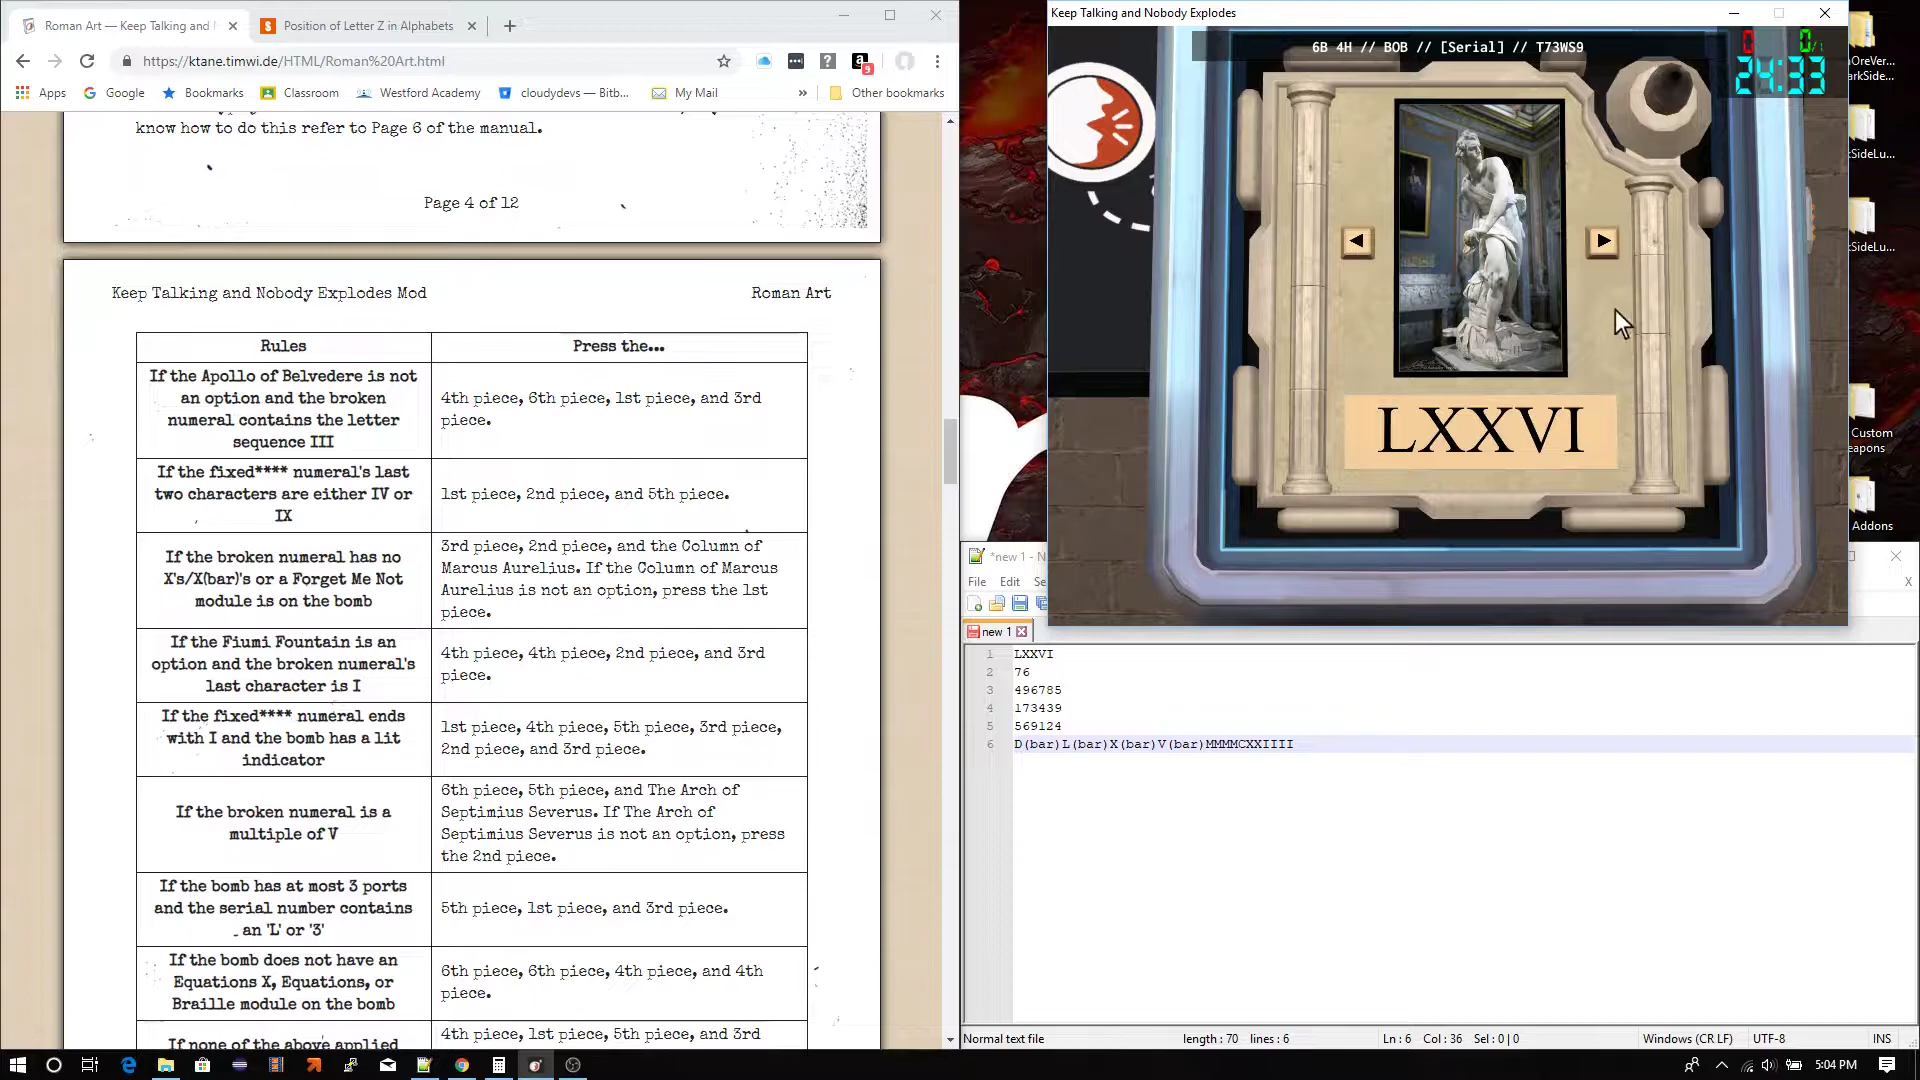 Roman Art — Keep Talking and N
Position of Letter Z in Alphabets
https://ktane.timwi.de/HTML/Roman%20Art.html
9
Apps
Google
Bookmarks
Classroom
Westford Academy
cloudydevs — Bitb...
My Mail
»
Other bookmarks
know how to do this refer to Page 6 of the manual.
Page 4 of 12
Keep Talking and Nobody Explodes Mod
Roman Art
Rules
Press the...
If the Apollo of Belvedere is not
an option and the broken
numeral contains the letter
sequence III
4th piece, 6th piece, 1st piece, and 3rd
piece.
If the fixed**** numeral's last
two characters are either IV or
IX
1st piece, 2nd piece, and 5th piece.
If the broken numeral has no
X's/X(bar)'s or a Forget Me Not
module is on the bomb
3rd piece, 2nd piece, and the Column of
Marcus Aurelius. If the Column of Marcus
Aurelius is not an option, press the 1st
piece.
If the Fiumi Fountain is an
option and the broken numeral's
last character is I
4th piece, 4th piece, 2nd piece, and 3rd
piece.
If the fixed**** numeral ends
with I and the bomb has a lit
indicator
1st piece, 4th piece, 5th piece, 3rd piece,
2nd piece, and 3rd piece.
If the broken numeral is a
multiple of V
6th piece, 5th piece, and The Arch of
Septimius Severus. If The Arch of
Septimius Severus is not an option, press
the 2nd piece.
If the bomb has at most 3 ports
and the serial number contains
an 'L' or '3'
5th piece, 1st piece, and 3rd piece.
If the bomb does not have an
Equations X, Equations, or
Braille module on the bomb
6th piece, 6th piece, 4th piece, and 4th
piece.
If none of the above applied
4th piece, 1st piece, 5th piece, and 3rd
Keep Talking and Nobody Explodes
6B 4H // BOB // [Serial] // T73WS9
0 0/1
24:33
LXXVI
OreVer...
arkSide...
tSideLu...
tSideLu...
Custom
eapons
Addons
*new 1 - N
File Edit Se
X
new 1
1 LXXVI
2 76
3 496785
4 173439
5 569124
6 D(bar)L(bar)X(bar)V(bar)MMMMCXXIIII
Normal text file
length : 70 lines : 6
Ln : 6 Col : 36 Sel : 0 | 0
Windows (CR LF)
UTF-8
INS
5:04 PM